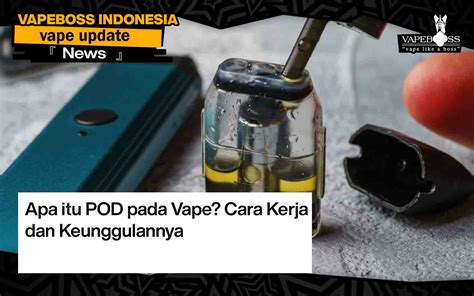 VAPEBOSS INDONESIA
vape update
『 News 』
VAPEBOSS
"vape like a boss"
Apa itu POD pada Vape? Cara Kerja
dan Keunggulannya